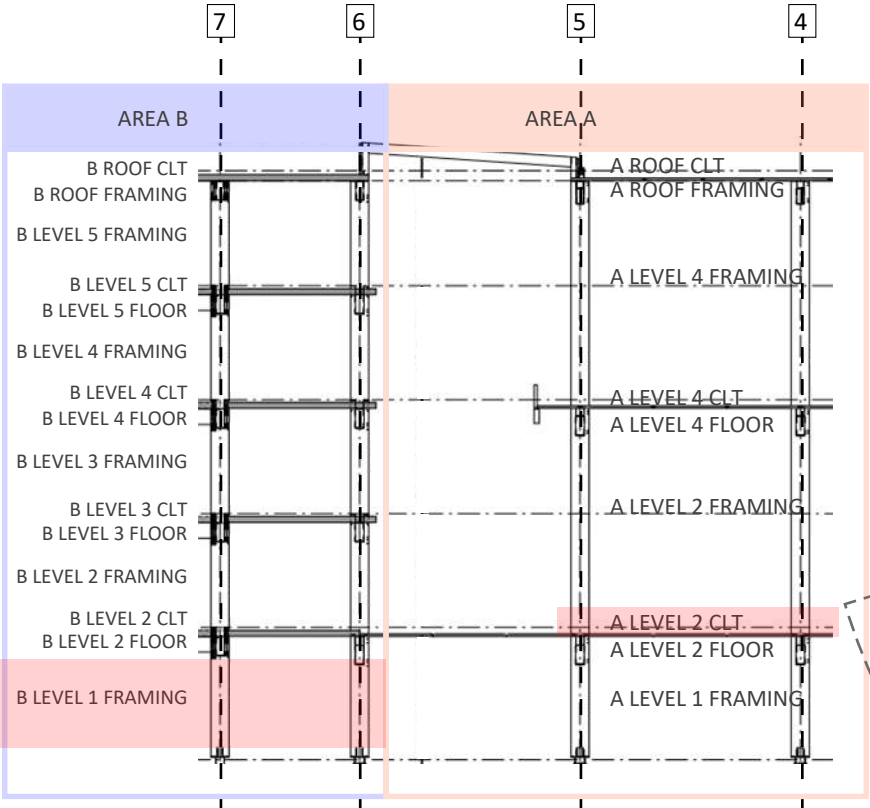 7 6 5 4
AREA B AREA A
B ROOF CLT
B ROOF FRAMING
B LEVEL 5 FRAMING
B LEVEL 5 CLT
B LEVEL 5 FLOOR
B LEVEL 4 FRAMING
B LEVEL 4 CLT
B LEVEL 4 FLOOR
B LEVEL 3 FRAMING
B LEVEL 3 CLT
B LEVEL 3 FLOOR
B LEVEL 2 FRAMING
B LEVEL 2 CLT
B LEVEL 2 FLOOR
B LEVEL 1 FRAMING
A ROOF CLT
A ROOF FRAMING
A LEVEL 4 FRAMING
A LEVEL 4 CLT
A LEVEL 4 FLOOR
A LEVEL 2 FRAMING
A LEVEL 2 CLT
A LEVEL 2 FLOOR
A LEVEL 1 FRAMING